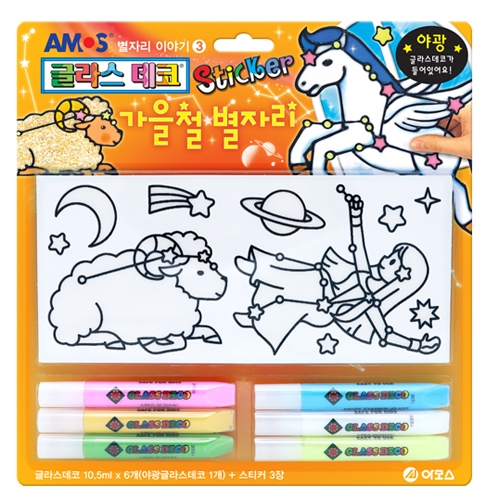 AMOS 별자리 이야기 3
글라스 데코 Sticker
가을철 별자리
야광
글라스데코가
들어있어요!
GLASS DECO
GLASS DECO
GLASS DECO
GLASS DECO
GLASS DECO
GLASS DECO
글라스데코 10.5ml x 6개(야광글라스데코 1개) + 스티커 3장
아모스